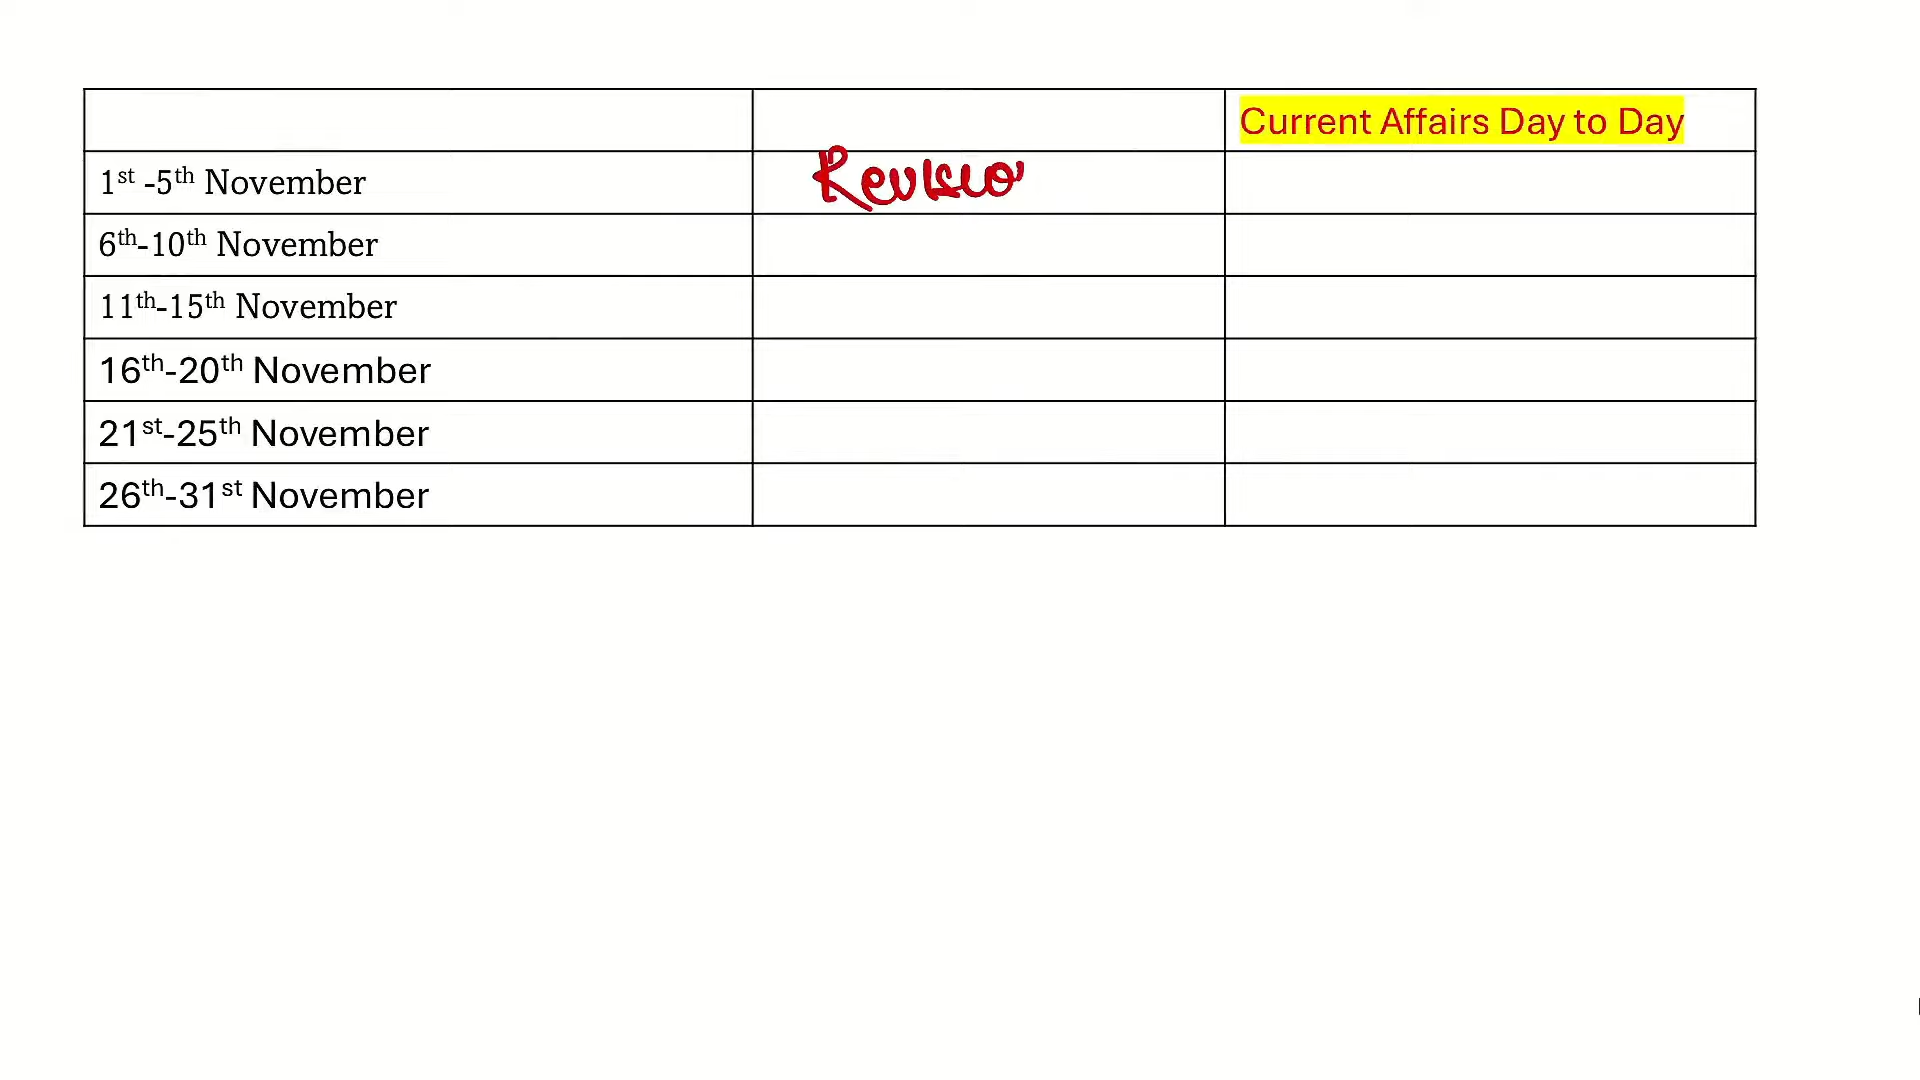 Current Affairs Day to Day
1st -5th November
Revisio
6th-10th November
11th-15th November
16th-20th November
21st-25th November
26th-31st November